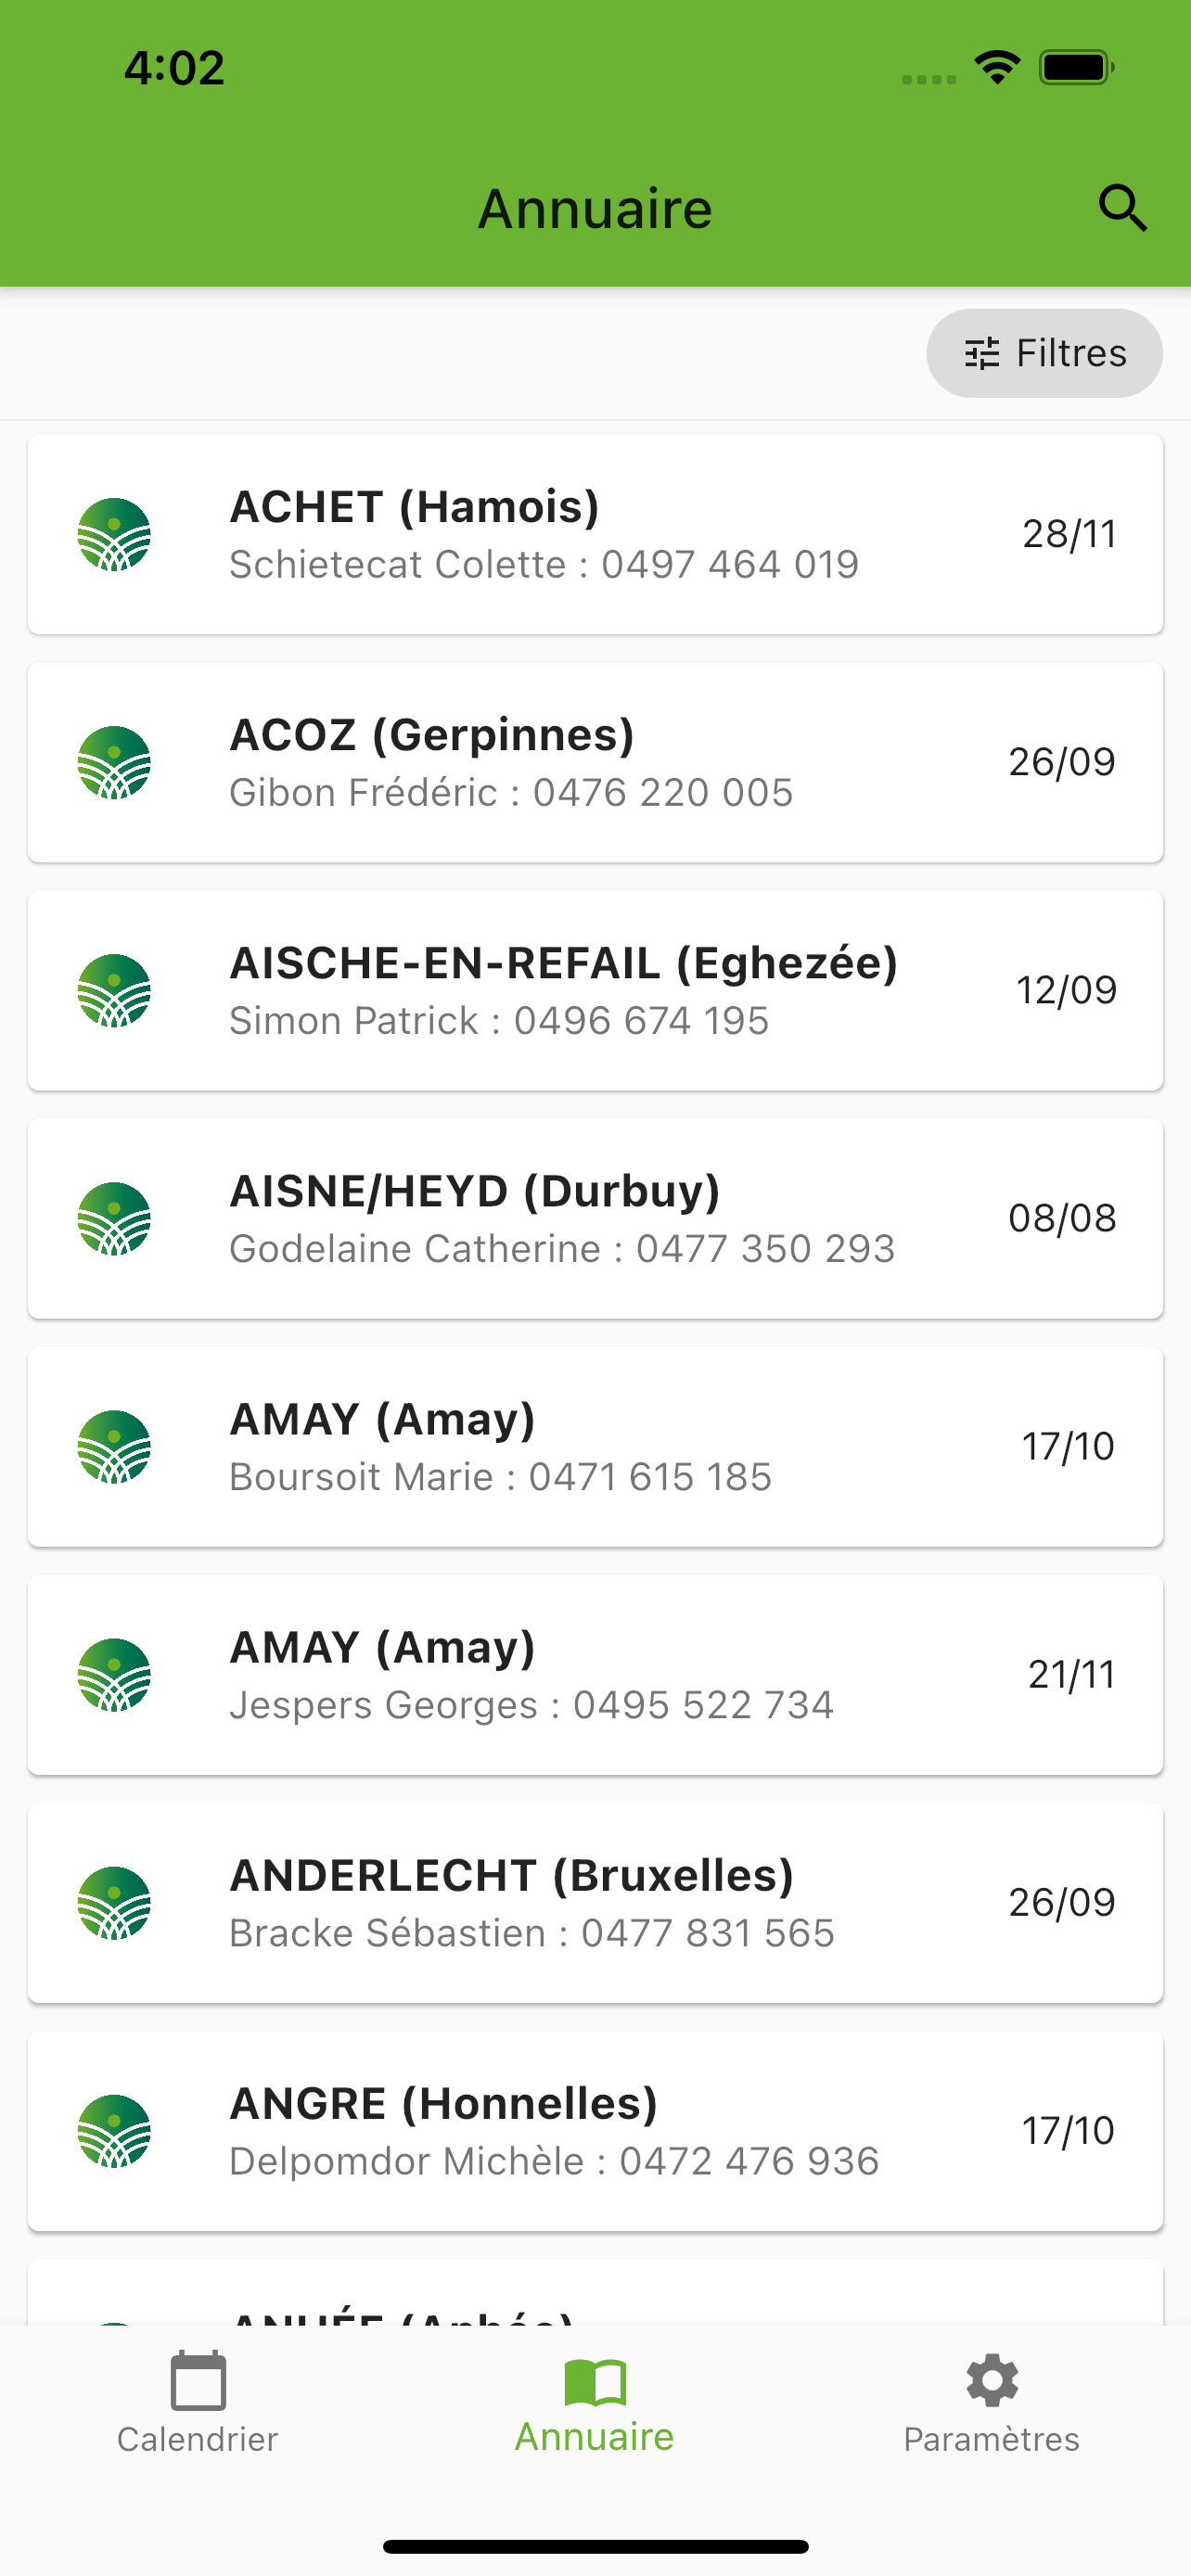 4:02
Annuaire
Filtres
ACHET (Hamois)
Schietecat Colette : 0497 464 019
28/11
ACOZ (Gerpinnes)
Gibon Frédéric : 0476 220 005
26/09
AISCHE-EN-REFAIL (Eghezée)
Simon Patrick : 0496 674 195
12/09
AISNE/HEYD (Durbuy)
Godelaine Catherine : 0477 350 293
08/08
AMAY (Amay)
Boursoit Marie : 0471 615 185
17/10
AMAY (Amay)
Jespers Georges : 0495 522 734
21/11
ANDERLECHT (Bruxelles)
Bracke Sébastien : 0477 831 565
26/09
ANGRE (Honnelles)
Delpomdor Michèle : 0472 476 936
17/10
ANHÉE (Anhée)
Calendrier
Annuaire
Paramètres